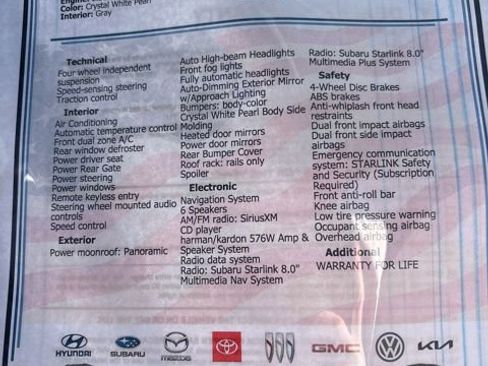 Color: Crystal White Pearl
Interior: Gray
Technical
Four wheel independent
suspension
Speed-sensing steering
Traction control
Interior
Air Conditioning
Automatic temperature control
Front dual zone A/C
Rear window defroster
Power driver seat
Power Rear Gate
Power steering
Power windows
Remote keyless entry
Steering wheel mounted audio
controls
Speed control
Exterior
Power moonroof: Panoramic
Auto High-beam Headlights
Front fog lights
Fully automatic headlights
Auto-Dimming Exterior Mirror
w/Approach Lighting
Bumpers: body-color
Crystal White Pearl Body Side
Molding
Heated door mirrors
Power door mirrors
Rear Bumper Cover
Roof rack: rails only
Spoiler
Electronic
Navigation System
6 Speakers
AM/FM radio: SiriusXM
CD player
harman/kardon 576W Amp &
Speaker System
Radio data system
Radio: Subaru Starlink 8.0"
Multimedia Nav System
Radio: Subaru Starlink 8.0"
Multimedia Plus System
Safety
4-Wheel Disc Brakes
ABS brakes
Anti-whiplash front head
restraints
Dual front impact airbags
Dual front side impact
airbags
Emergency communication
system: STARLINK Safety
and Security (Subscription
Required)
Front anti-roll bar
Knee airbag
Low tire pressure warning
Occupant sensing airbag
Overhead airbag
Additional
WARRANTY FOR LIFE
HYUNDAI SUBARU mazda GMC KIA